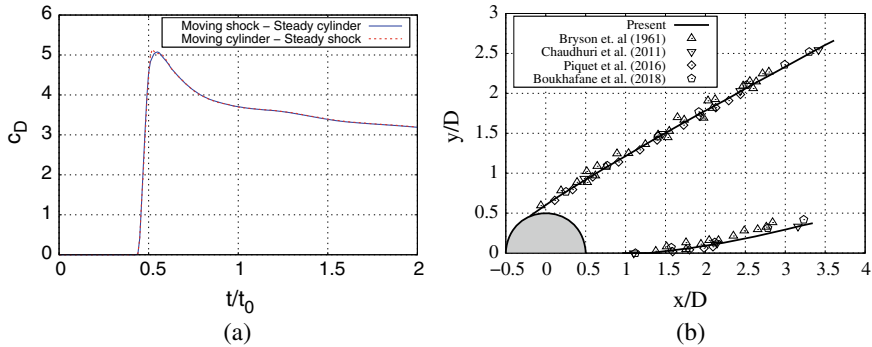 Moving shock – Steady cylinder
Moving cylinder – Steady shock
6
5
4
3
2
1
0
c_D
0
0.5
1
1.5
2
t/t_0
(a)
Present
Bryson et. al (1961)
Chaudhuri et al. (2011)
Piquet et al. (2016)
Boukhafane et al. (2018)
3
2.5
2
1.5
1
0.5
0
y/D
-0.5
0
0.5
1
1.5
2
2.5
3
3.5
4
x/D
(b)